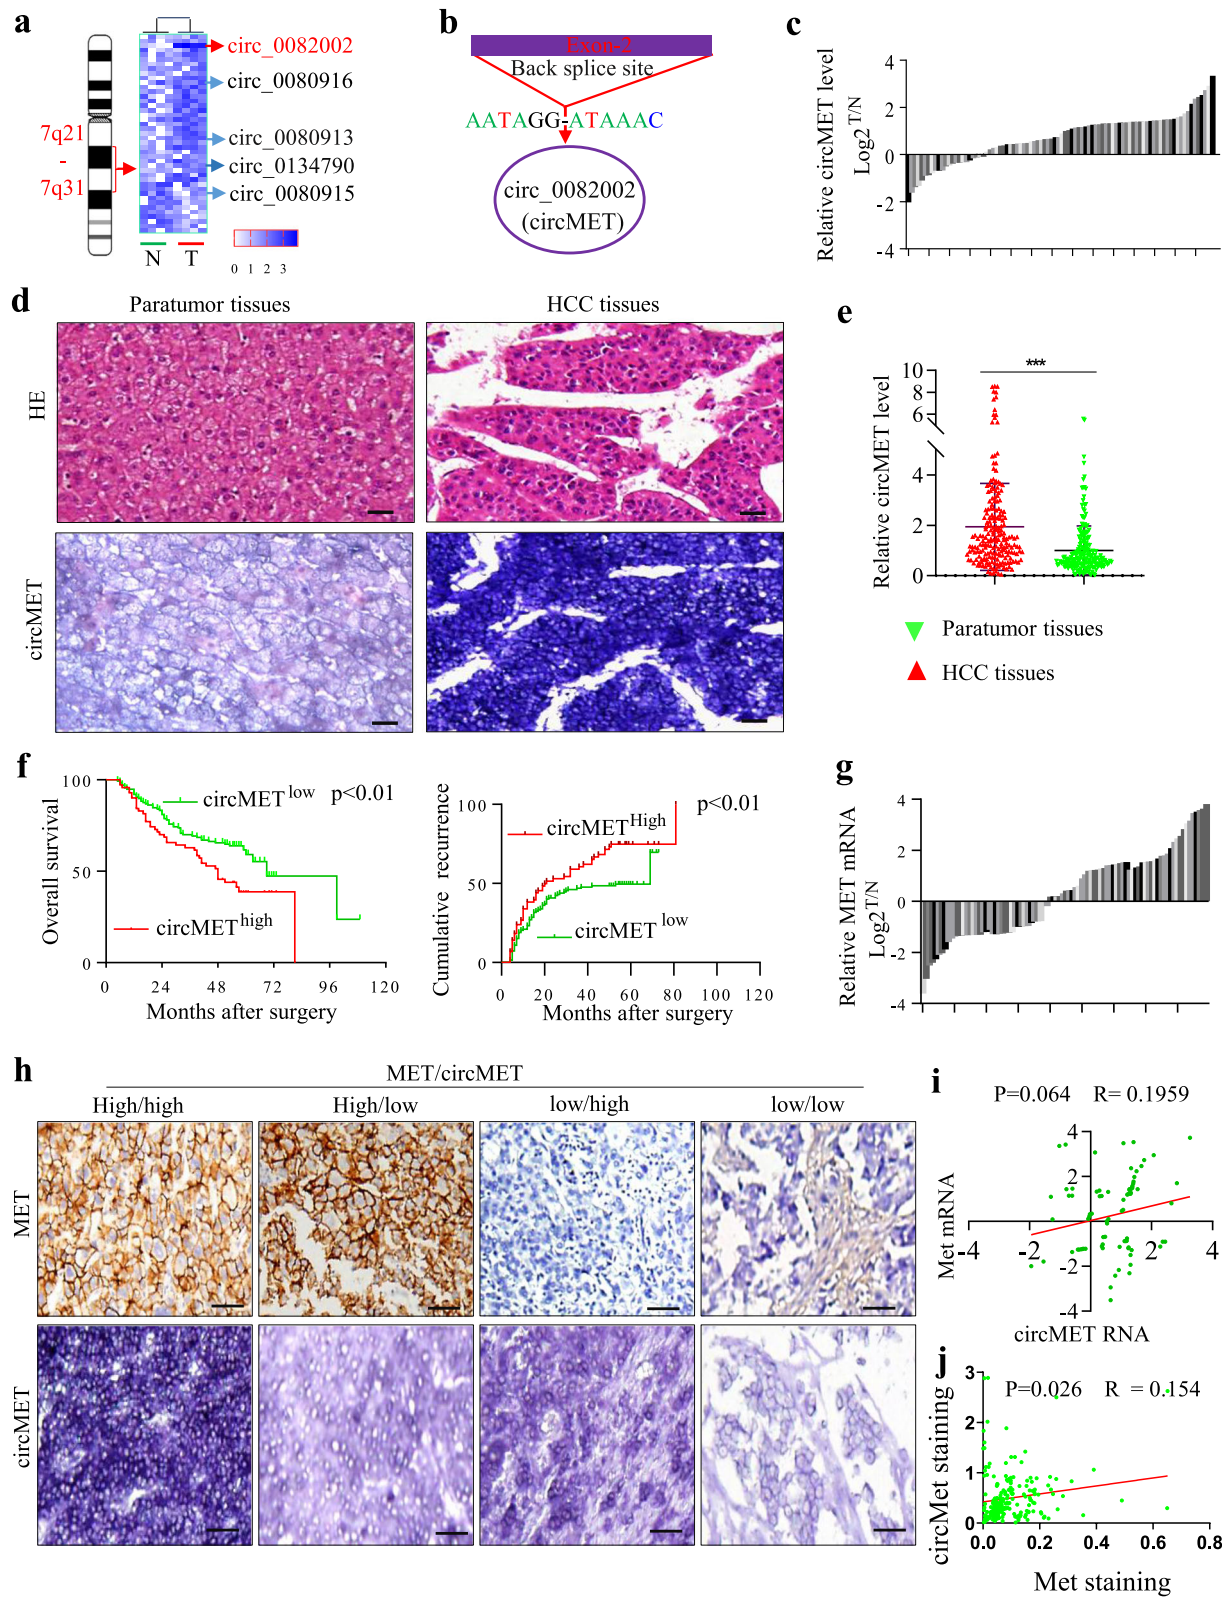 a
circ_0082002
circ_0080916
7q21
-
7q31
circ_0080913
circ_0134790
circ_0080915
N T
0 1 2 3
b
Exon-2
Back splice site
AATAGG-ATAAAC
circ_0082002
(circMET)
c
Relative circMET level
Log2T/N
4
2
0
-2
-4
d
Paratumor tissues HCC tissues
HE
circMET
e
Relative circMET level
***
10
8
6
4
2
0
Paratumor tissues
HCC tissues
f
Overall survival
100
50
0
circMETlow p<0.01
circMEThigh
0 24 48 72 96 120
Months after surgery
Cumulative recurrence
100
50
0
p<0.01
circMETHigh
circMET low
0 20 40 60 80 100 120
Months after surgery
g
Relative MET mRNA
Log2T/N
4
2
0
-2
-4
h
MET/circMET
High/high High/low low/high low/low
MET
circMET
i
P=0.064 R= 0.1959
Met mRNA
4
2
-4 -2 2 4
-2
-4
circMET RNA
j
circMet staining
P=0.026 R = 0.154
3
2
1
0
0.0 0.2 0.4 0.6 0.8
Met staining